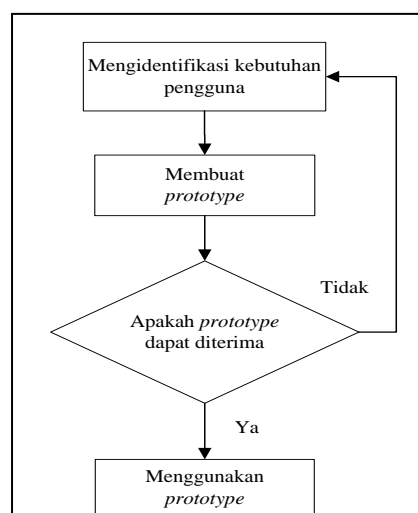 Mengidentifikasi kebutuhan
pengguna
Membuat
prototype
Tidak
Apakah prototype
dapat diterima
Ya
Menggunakan
prototype